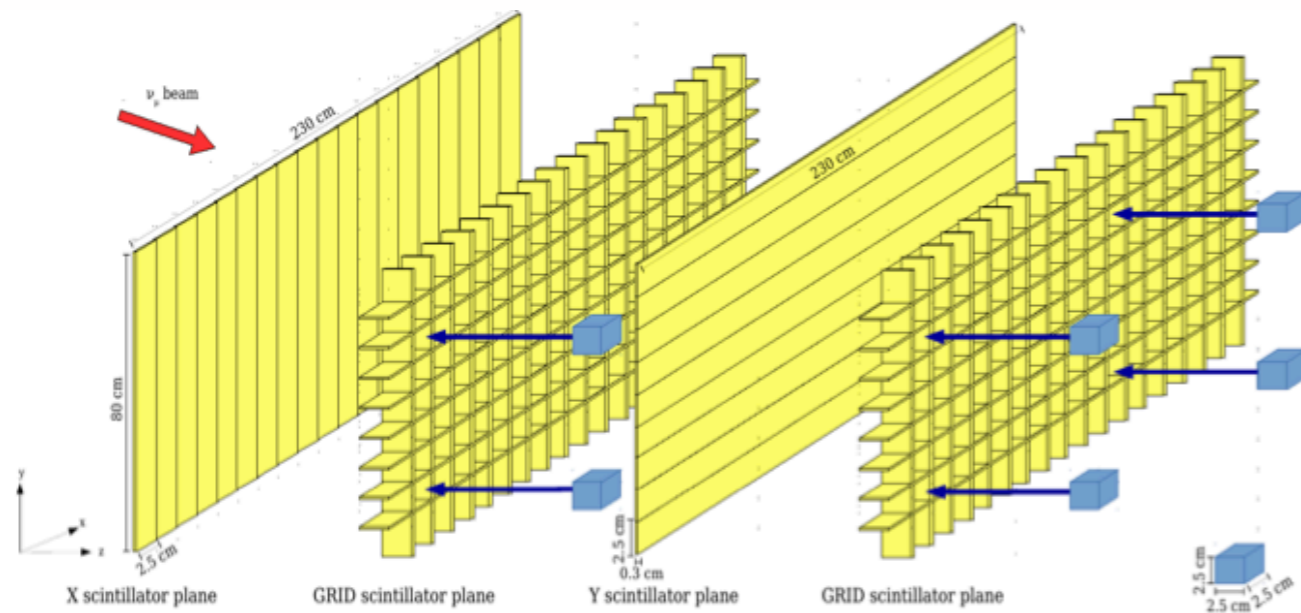 ν_μ beam
230 cm
230 cm
80 cm
y
x
z
2.5 cm
2.5 cm
0.3 cm
2.5 cm
2.5 cm
2.5 cm
X scintillator plane
GRID scintillator plane
Y scintillator plane
GRID scintillator plane